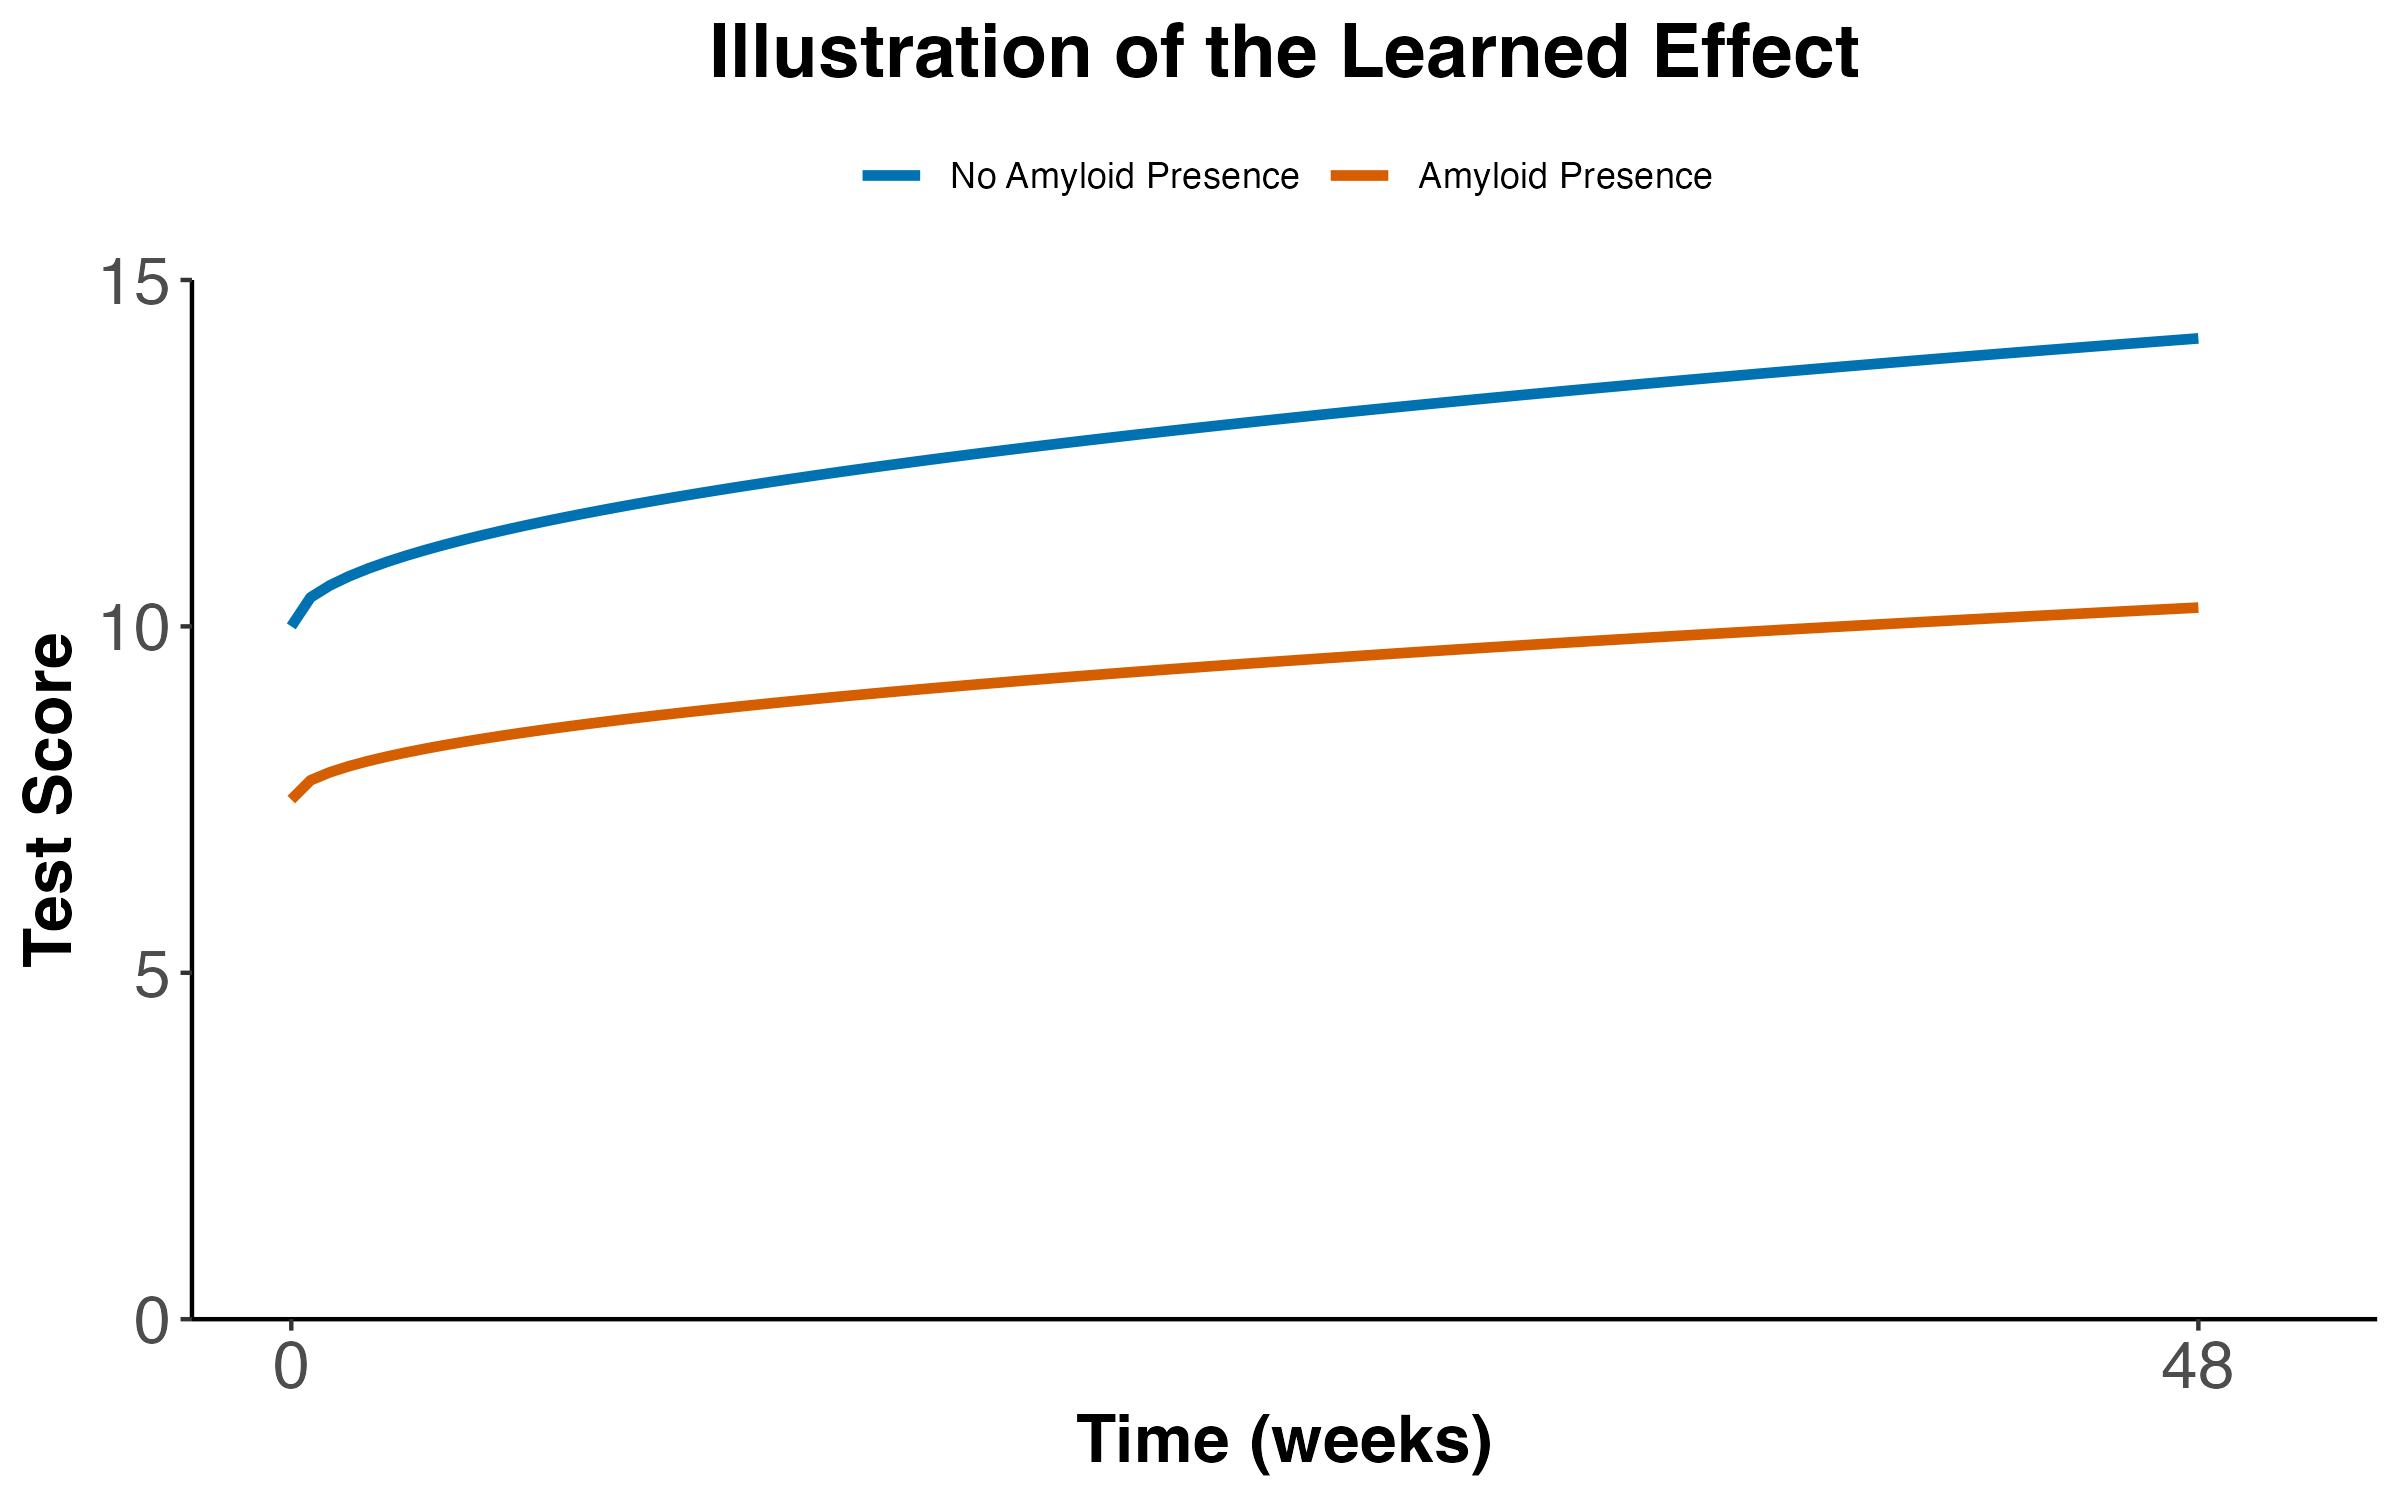 Illustration of the Learned Effect
No Amyloid Presence
Amyloid Presence
15
10
5
0
Test Score
0
48
Time (weeks)